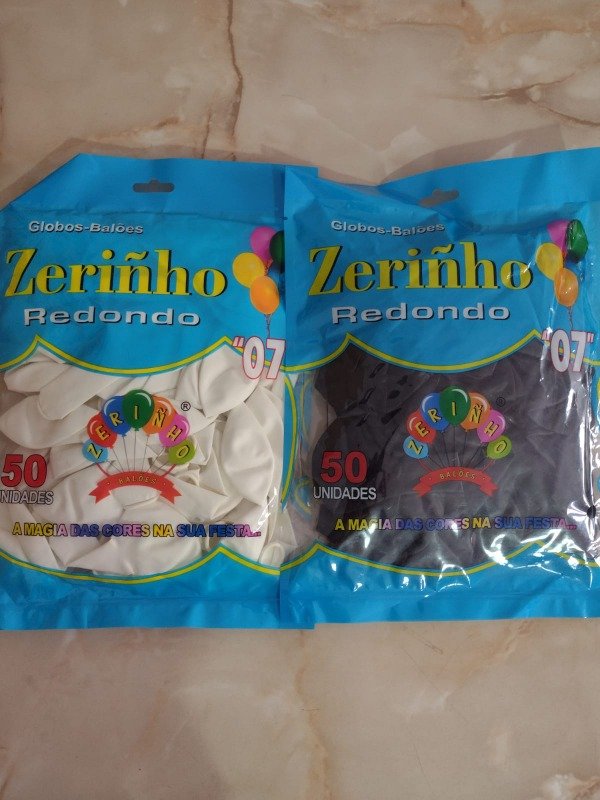 Globos-Balões
Zeriñho
Redondo
"07
ZERIÑHO
®
BALÕES
50
UNIDADES
A MAGIA DAS CORES NA SUA FESTA...
Globos-Balões
Zeriñho
Redondo
"07"
ZERIÑHO
®
BALÕES
50
UNIDADES
A MAGIA DAS CORES NA SUA FESTA...